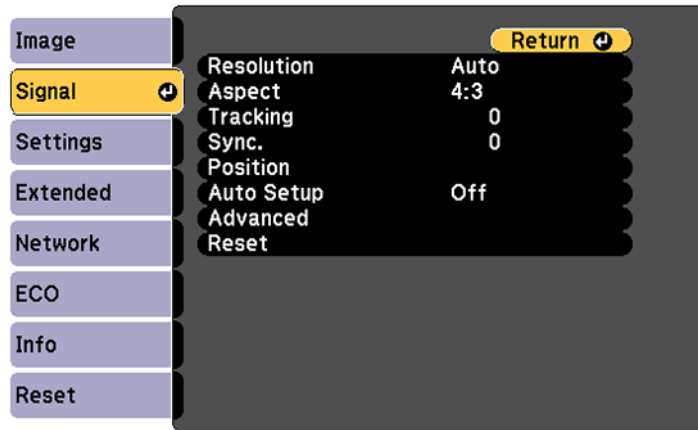 Image
Signal
Settings
Extended
Network
ECO
Info
Reset
Return
Resolution Auto
Aspect 4:3
Tracking 0
Sync. 0
Position
Auto Setup Off
Advanced
Reset